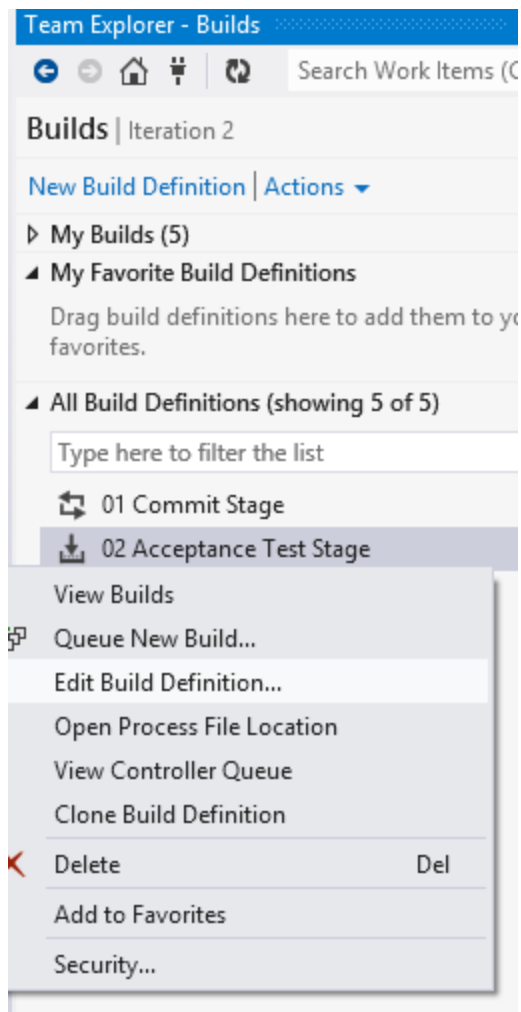 Team Explorer - Builds
Search Work Items (
Builds | Iteration 2
New Build Definition | Actions
My Builds (5)
My Favorite Build Definitions
Drag build definitions here to add them to
favorites.
All Build Definitions (showing 5 of 5)
Type here to filter the list
01 Commit Stage
02 Acceptance Test Stage
View Builds
Queue New Build...
Edit Build Definition...
Open Process File Location
View Controller Queue
Clone Build Definition
Delete Del
Add to Favorites
Security...